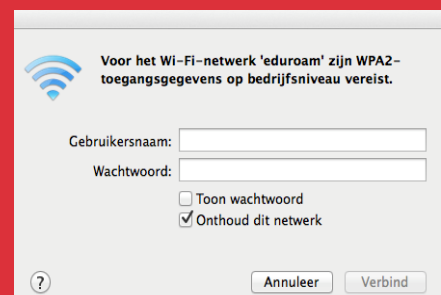 Voor het Wi-Fi-netwerk 'eduroam' zijn WPA2-
toegangsgegevens op bedrijfsniveau vereist.
Gebruikersnaam:
Wachtwoord:
Toon wachtwoord
Onthoud dit netwerk
?
Annuleer
Verbind